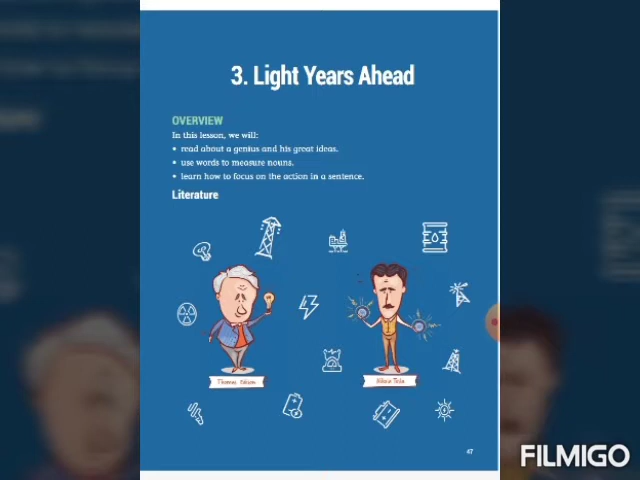 3. Light Years Ahead
OVERVIEW
In this lesson, we will:
• read about a genius and his great ideas.
• use words to measure nouns.
• learn how to focus on the action in a sentence.
Literature
Thomas Edison
Nikola Tesla
47
FILMIGO